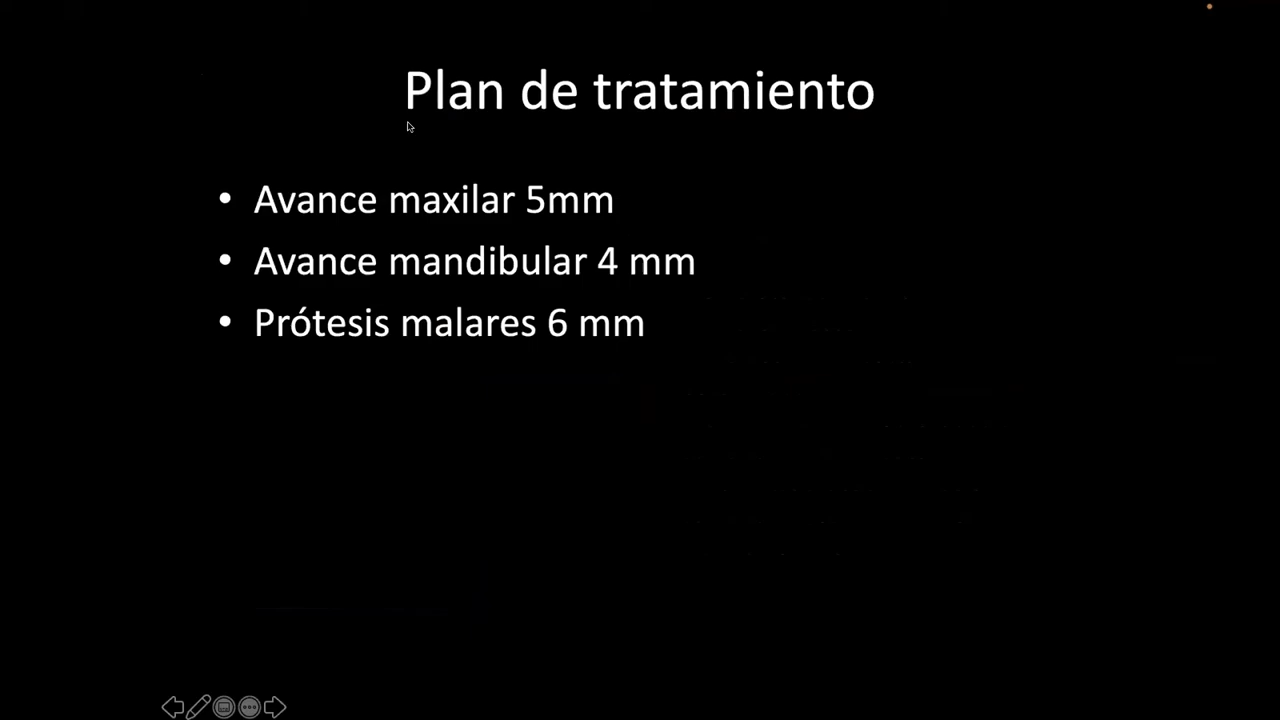 Plan de tratamiento
• Avance maxilar 5mm
• Avance mandibular 4 mm
• Prótesis malares 6 mm